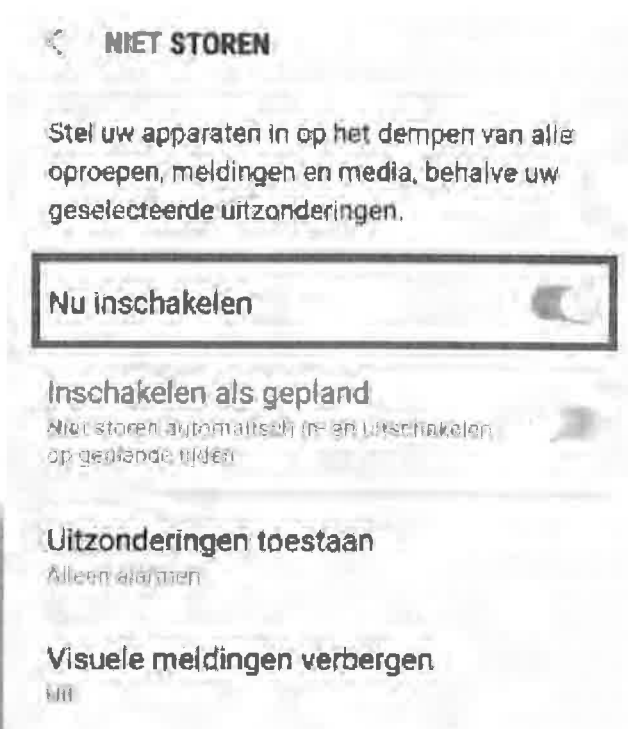 NIET STOREN
Stel uw apparaten in op het dempen van alle
oproepen, meldingen en media, behalve uw
geselecteerde uitzonderingen.
Nu inschakelen
Inschakelen als gepland
Niet storen automatisch in- en uitschakelen
op geplande tijden
Uitzonderingen toestaan
Alleen alarmen
Visuele meldingen verbergen
Uit